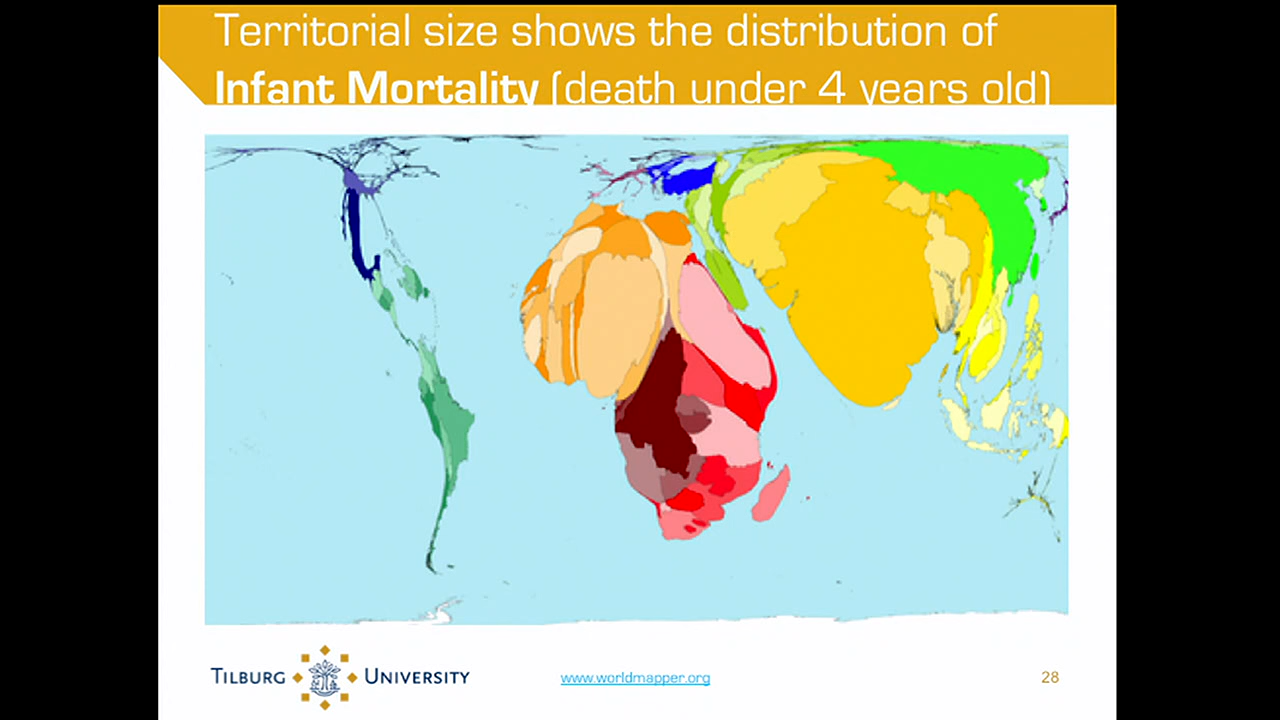 Territorial size shows the distribution of
Infant Mortality (death under 4 years old)
TILBURG UNIVERSITY
www.worldmapper.org
28